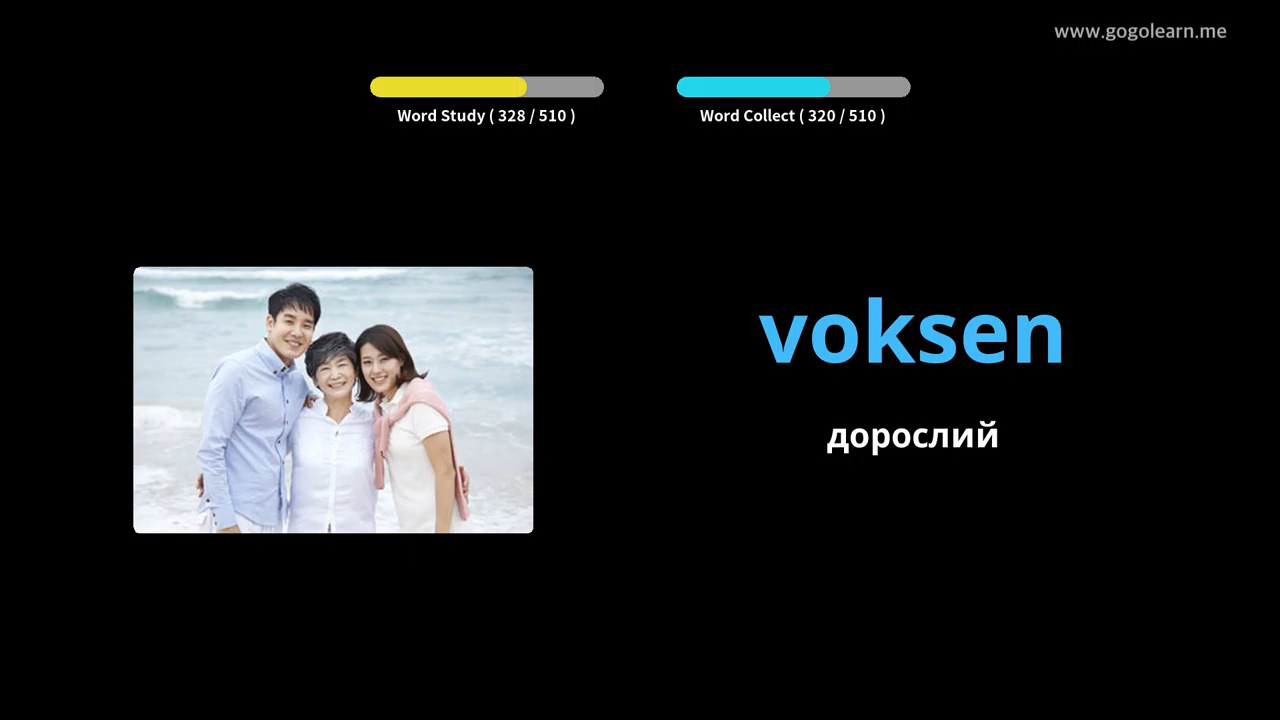 www.gogolearn.me
Word Study ( 328 / 510 )
Word Collect ( 320 / 510 )
voksen
дорослий